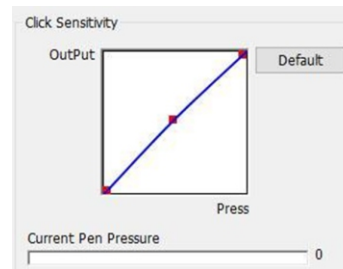 Click Sensitivity
OutPut
Default
Press
Current Pen Pressure
0